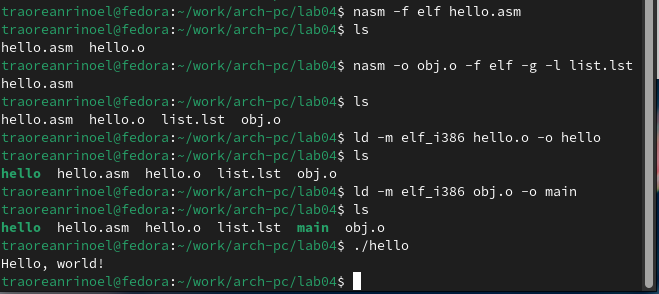 traoreanrinoel@fedora:~/work/arch-pc/lab04$ nasm -f elf hello.asm
traoreanrinoel@fedora:~/work/arch-pc/lab04$ ls
hello.asm  hello.o
traoreanrinoel@fedora:~/work/arch-pc/lab04$ nasm -o obj.o -f elf -g -l list.lst
hello.asm
traoreanrinoel@fedora:~/work/arch-pc/lab04$ ls
hello.asm  hello.o  list.lst  obj.o
traoreanrinoel@fedora:~/work/arch-pc/lab04$ ld -m elf_i386 hello.o -o hello
traoreanrinoel@fedora:~/work/arch-pc/lab04$ ls
hello  hello.asm  hello.o  list.lst  obj.o
traoreanrinoel@fedora:~/work/arch-pc/lab04$ ld -m elf_i386 obj.o -o main
traoreanrinoel@fedora:~/work/arch-pc/lab04$ ls
hello  hello.asm  hello.o  list.lst  main  obj.o
traoreanrinoel@fedora:~/work/arch-pc/lab04$ ./hello
Hello, world!
traoreanrinoel@fedora:~/work/arch-pc/lab04$